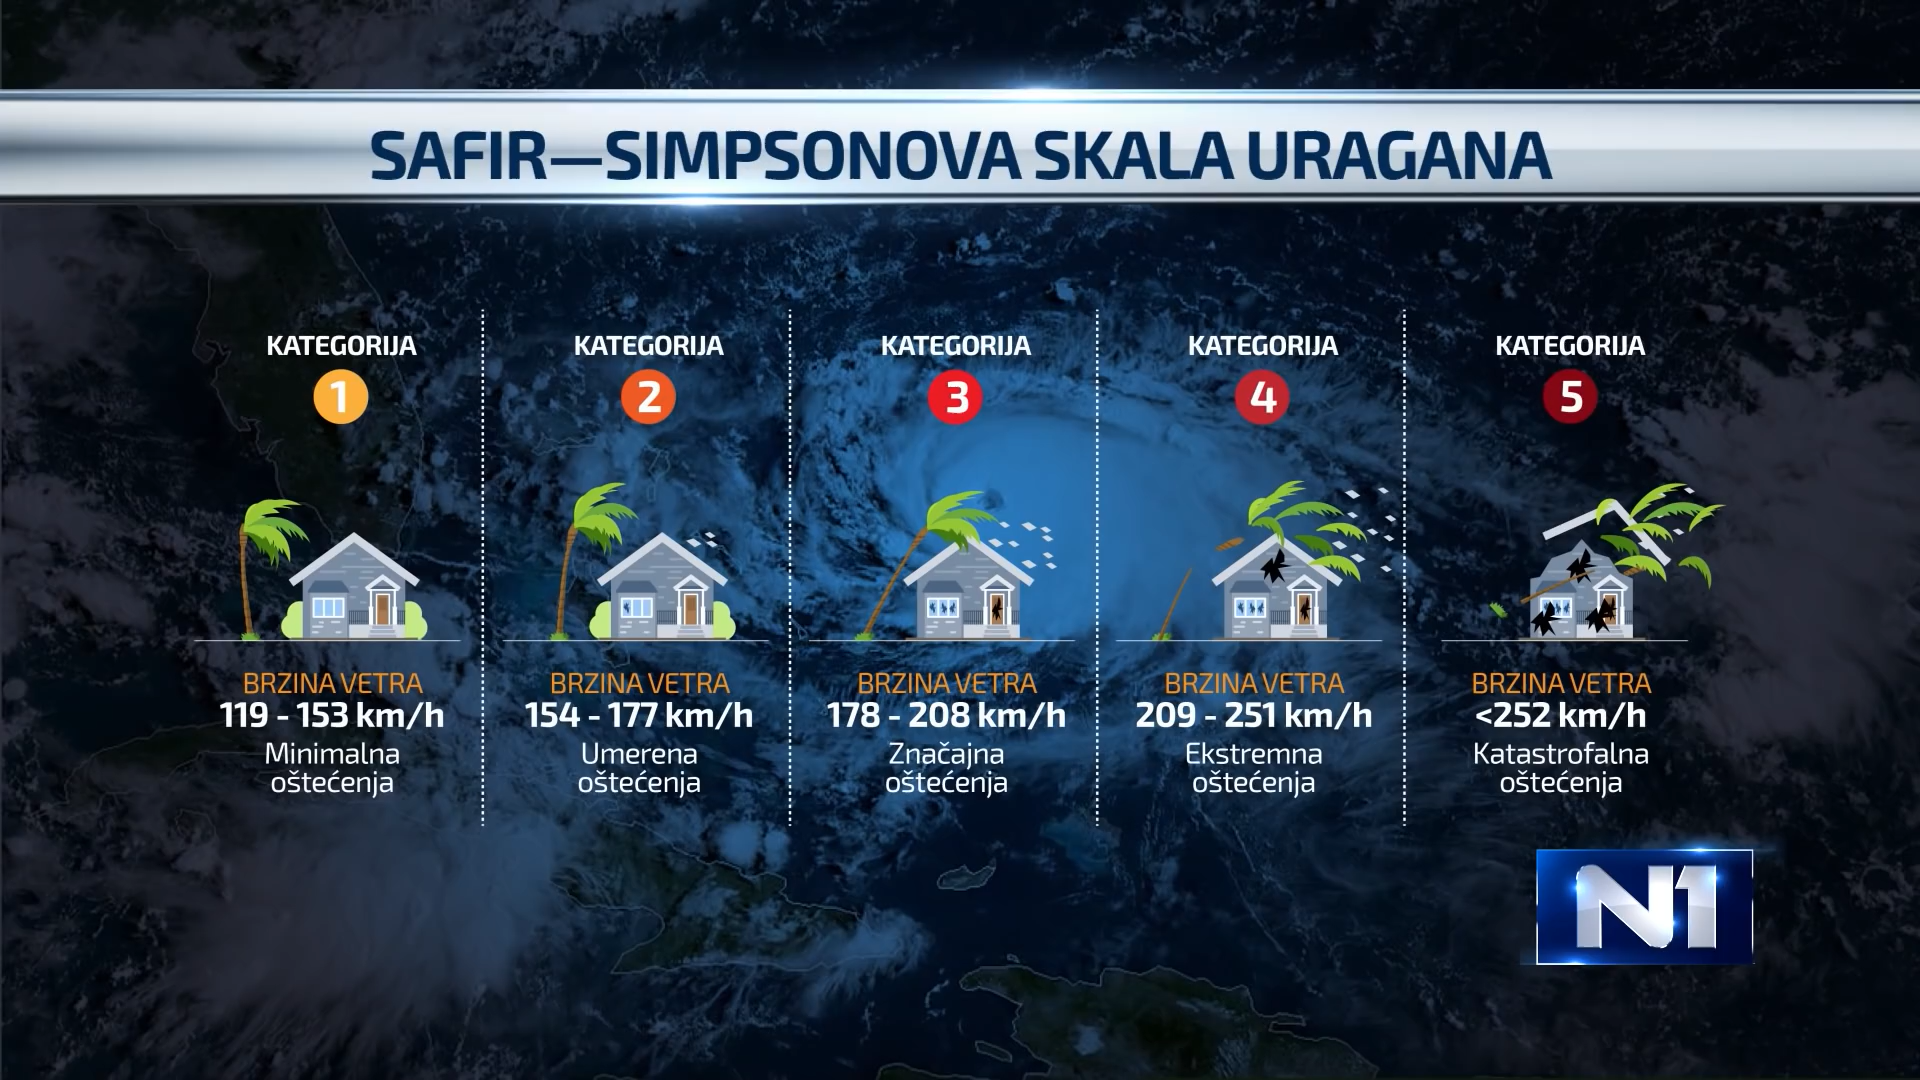 SAFIR—SIMPSONOVA SKALA URAGANA
KATEGORIJA
1
BRZINA VETRA
119 - 153 km/h
Minimalna
oštećenja
KATEGORIJA
2
BRZINA VETRA
154 - 177 km/h
Umerena
oštećenja
KATEGORIJA
3
BRZINA VETRA
178 - 208 km/h
Značajna
oštećenja
KATEGORIJA
4
BRZINA VETRA
209 - 251 km/h
Ekstremna
oštećenja
KATEGORIJA
5
BRZINA VETRA
<252 km/h
Katastrofalna
oštećenja
N1